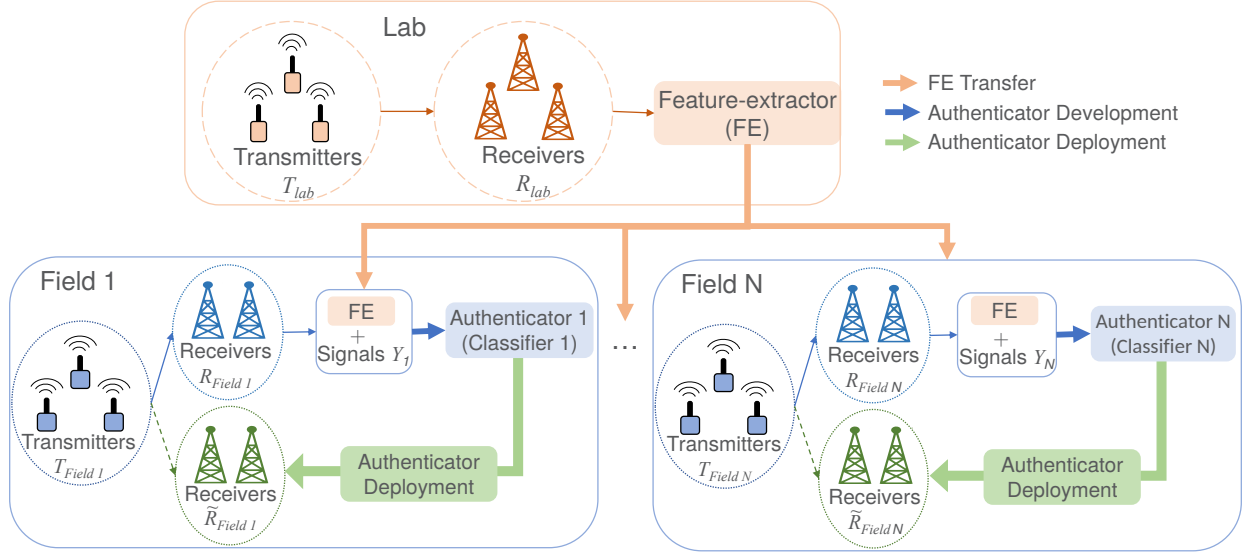 Lab
Transmitters
T_lab
Receivers
R_lab
Feature-extractor
(FE)
FE Transfer
Authenticator Development
Authenticator Deployment
Field 1
Transmitters
T_Field 1
Receivers
R_Field 1
FE
+
Signals Y_1
Authenticator 1
(Classifier 1)
Receivers
R̃_Field 1
Authenticator
Deployment
...
Field N
Transmitters
T_Field N
Receivers
R_Field N
FE
+
Signals Y_N
Authenticator N
(Classifier N)
Receivers
R̃_Field N
Authenticator
Deployment